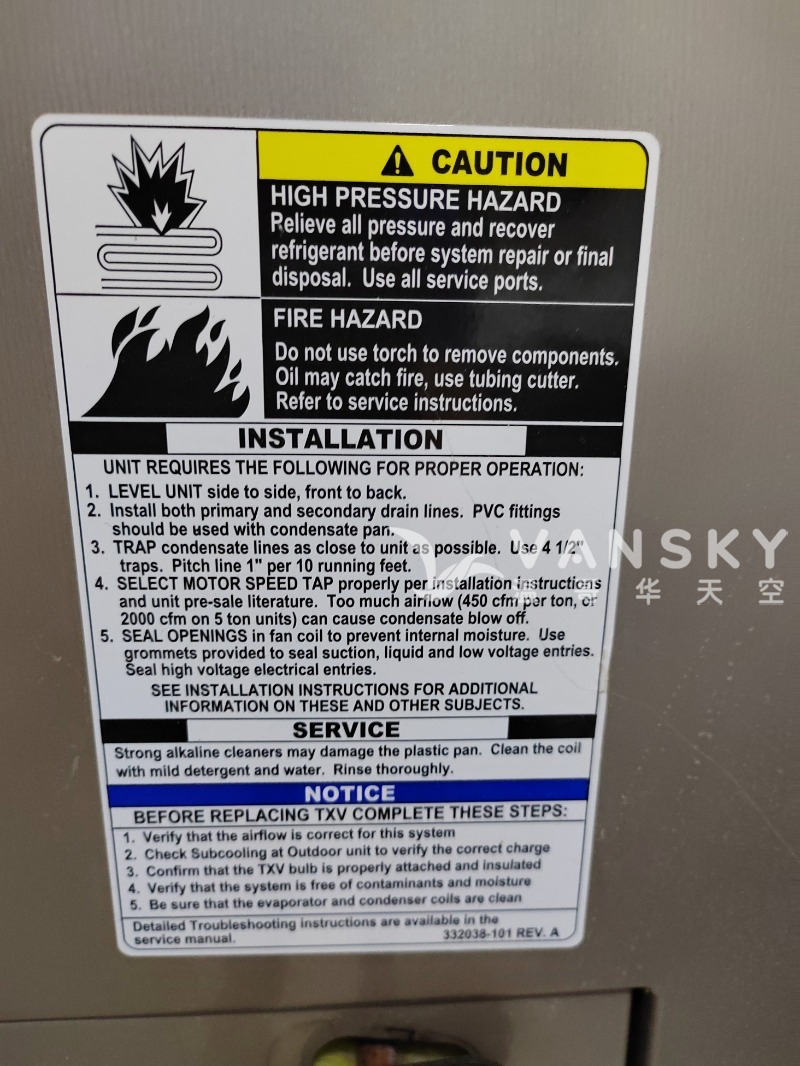 CAUTION
HIGH PRESSURE HAZARD
Relieve all pressure and recover
refrigerant before system repair or final
disposal. Use all service ports.
FIRE HAZARD
Do not use torch to remove components.
Oil may catch fire, use tubing cutter.
Refer to service instructions.
INSTALLATION
UNIT REQUIRES THE FOLLOWING FOR PROPER OPERATION:
1. LEVEL UNIT side to side, front to back.
2. Install both primary and secondary drain lines. PVC fittings
should be used with condensate pan.
3. TRAP condensate lines as close to unit as possible. Use 4 1/2"
traps. Pitch line 1" per 10 running feet.
4. SELECT MOTOR SPEED TAP properly per installation instructions
and unit pre-sale literature. Too much airflow (450 cfm per ton, or
2000 cfm on 5 ton units) can cause condensate blow off.
5. SEAL OPENINGS in fan coil to prevent internal moisture. Use
grommets provided to seal suction, liquid and low voltage entries.
Seal high voltage electrical entries.
SEE INSTALLATION INSTRUCTIONS FOR ADDITIONAL
INFORMATION ON THESE AND OTHER SUBJECTS.
SERVICE
Strong alkaline cleaners may damage the plastic pan. Clean the coil
with mild detergent and water. Rinse thoroughly.
NOTICE
BEFORE REPLACING TXV COMPLETE THESE STEPS:
1. Verify that the airflow is correct for this system
2. Check Subcooling at Outdoor unit to verify the correct charge
3. Confirm that the TXV bulb is properly attached and insulated
4. Verify that the system is free of contaminants and moisture
5. Be sure that the evaporator and condenser coils are clean
Detailed Troubleshooting instructions are available in the
service manual. 332038-101 REV. A
VANSKY
华天空